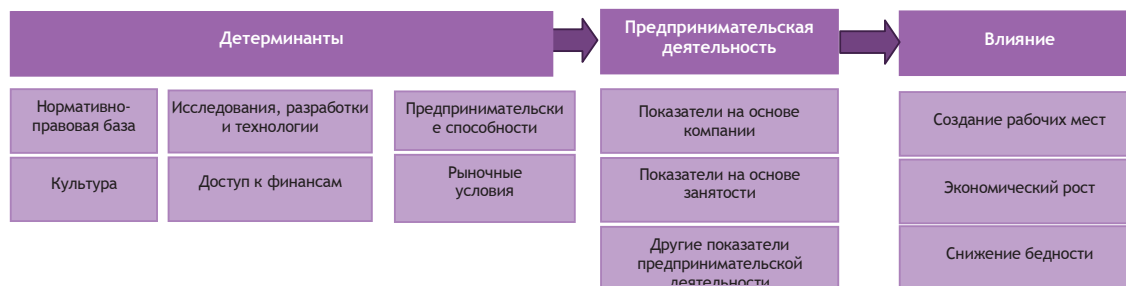 Детерминанты
Предпринимательская
деятельность
Влияние
Нормативно-
правовая база
Исследования, разработки
и технологии
Предпринимательски
е способности
Культура
Доступ к финансам
Рыночные
условия
Показатели на основе
компании
Показатели на основе
занятости
Другие показатели
предпринимательской
деятельности
Создание рабочих мест
Экономический рост
Снижение бедности